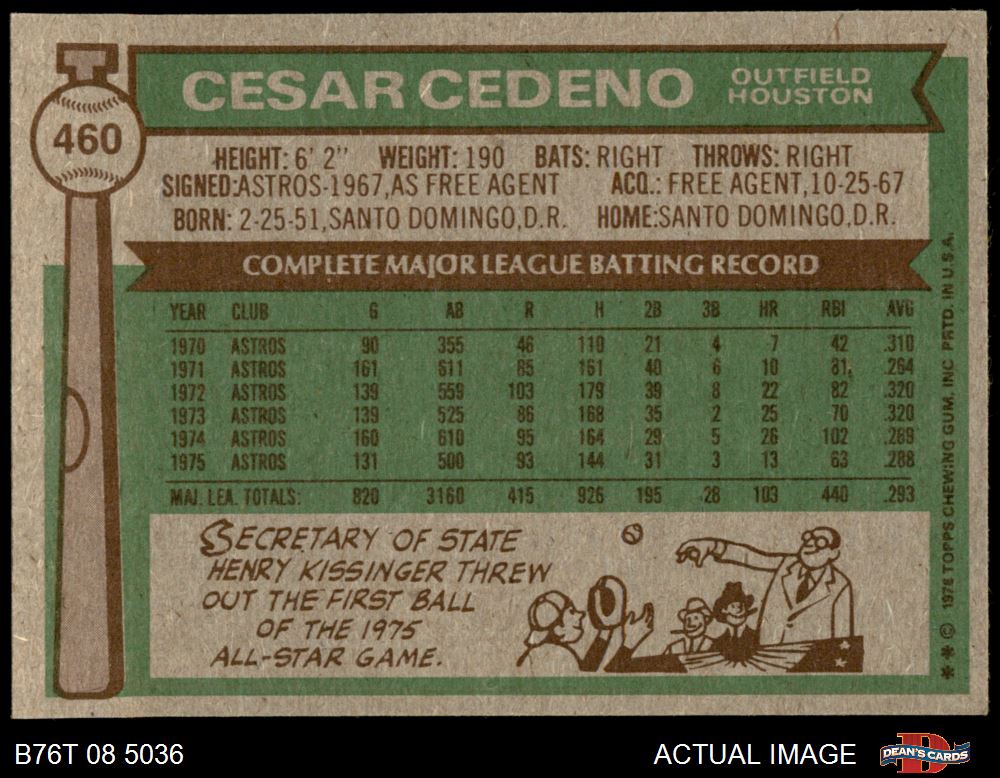 CESAR CEDENO
OUTFIELD
HOUSTON
460
HEIGHT: 6' 2" WEIGHT: 190 BATS: RIGHT THROWS: RIGHT
SIGNED:ASTROS-1967,AS FREE AGENT ACQ.: FREE AGENT,10-25-67
BORN: 2-25-51,SANTO DOMINGO,D.R. HOME:SANTO DOMINGO,D.R.
COMPLETE MAJOR LEAGUE BATTING RECORD
YEAR CLUB G AB R H 2B 3B HR RBI AVG
1970 ASTROS 90 355 46 110 21 4 7 42 .310
1971 ASTROS 161 611 85 161 40 6 10 81 .264
1972 ASTROS 139 559 103 179 39 8 22 82 .320
1973 ASTROS 139 525 86 168 35 2 25 70 .320
1974 ASTROS 160 610 95 164 29 5 26 102 .269
1975 ASTROS 131 500 93 144 31 3 13 63 .288
MAJ. LEA. TOTALS: 820 3160 415 926 195 28 103 440 .293
SECRETARY OF STATE
HENRY KISSINGER THREW
OUT THE FIRST BALL
OF THE 1975
ALL-STAR GAME.
* * © 1976 TOPPS CHEWING GUM, INC PRTD. IN U.S.A.
B76T 08 5036
ACTUAL IMAGE
DEAN'S CARDS